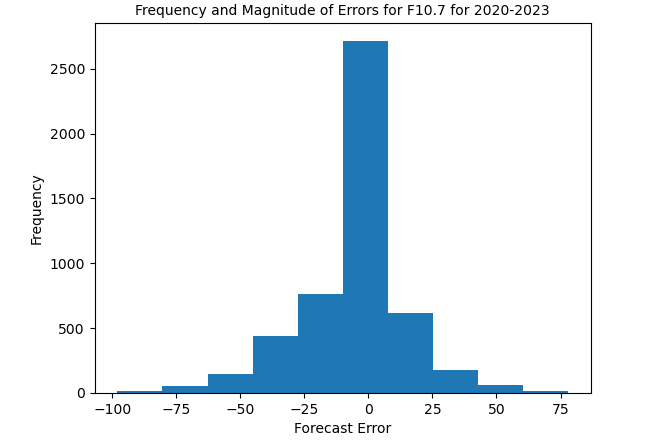 Frequency and Magnitude of Errors for F10.7 for 2020-2023
2500
2000
1500
1000
500
0
Frequency
−100 −75 −50 −25 0 25 50 75
Forecast Error